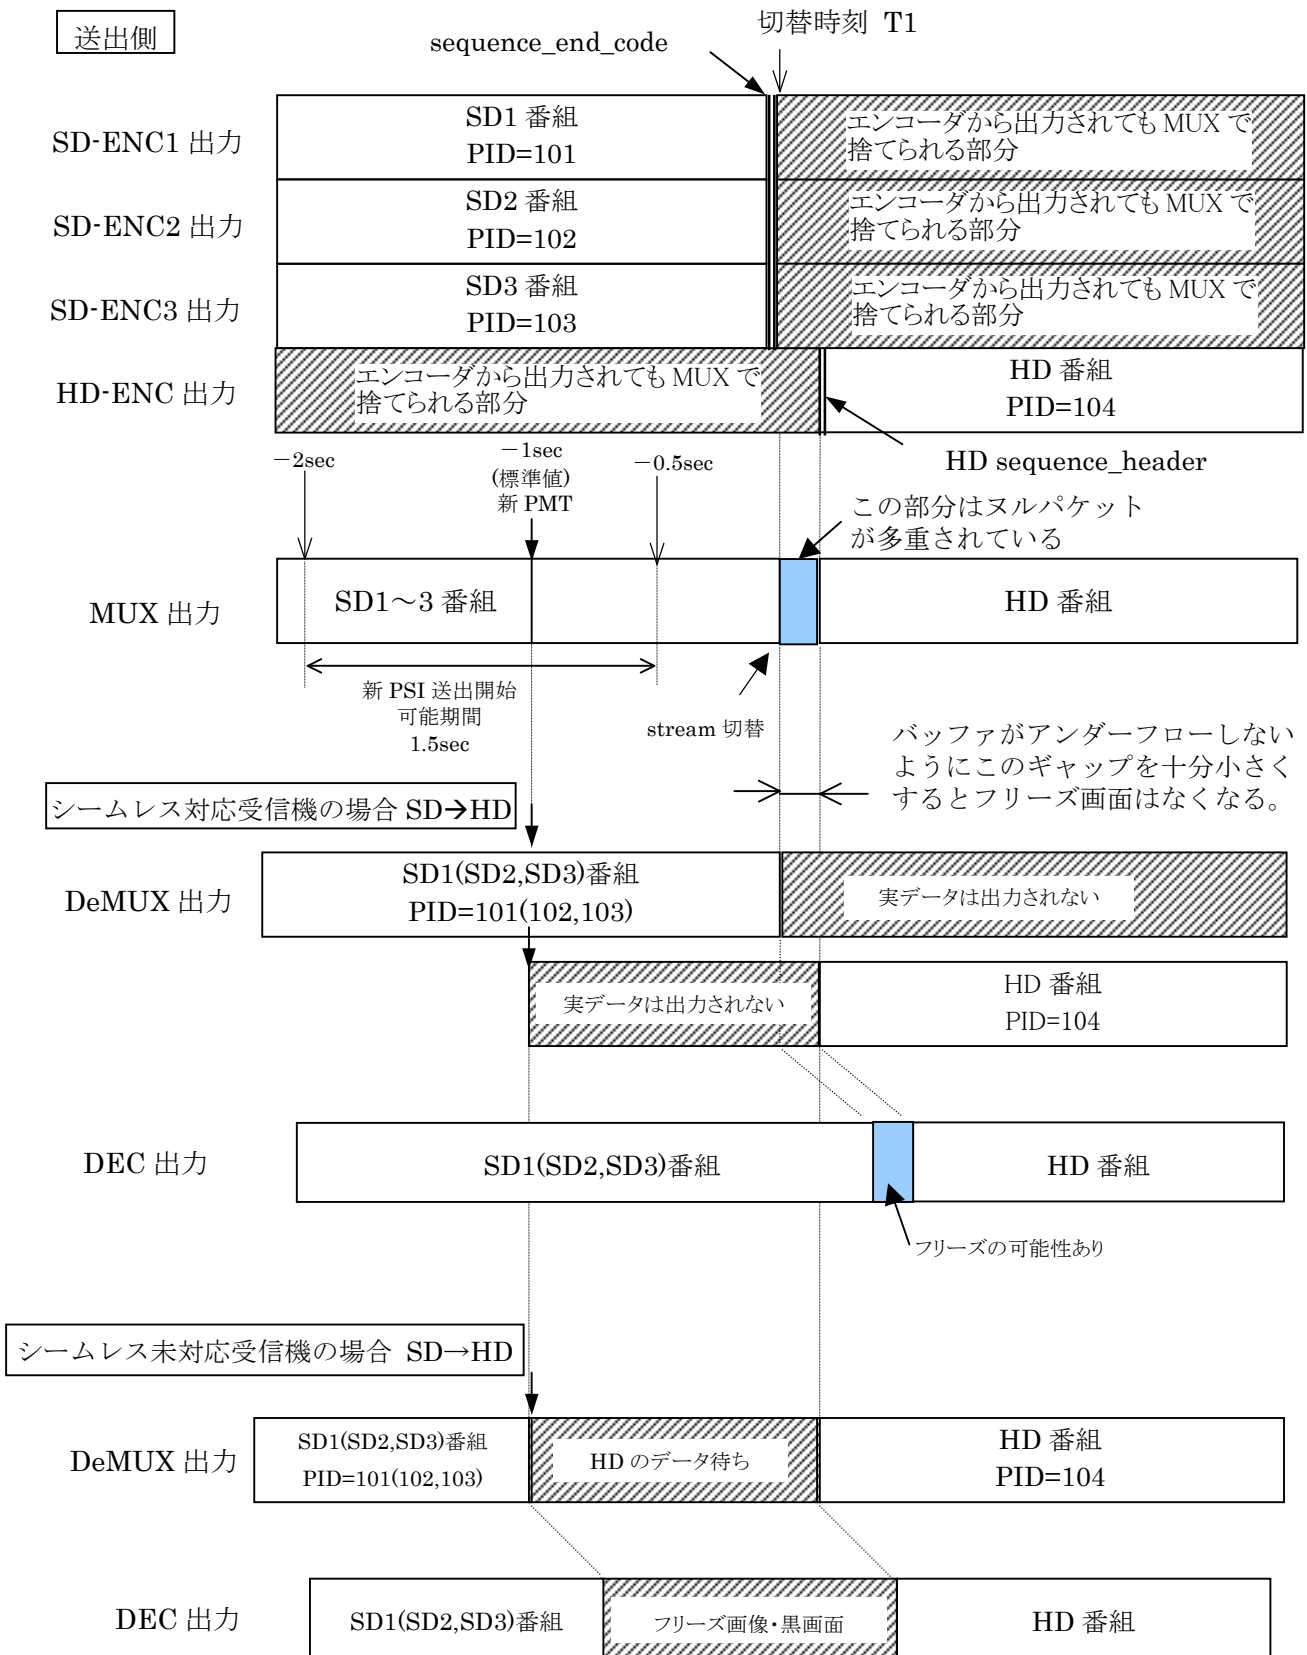 送出側
切替時刻 T1
sequence_end_code
SD-ENC1 出力
SD1 番組
PID=101
エンコーダから出力されても MUX で
捨てられる部分
SD-ENC2 出力
SD2 番組
PID=102
エンコーダから出力されても MUX で
捨てられる部分
SD-ENC3 出力
SD3 番組
PID=103
エンコーダから出力されても MUX で
捨てられる部分
HD-ENC 出力
エンコーダから出力されても MUX で
捨てられる部分
HD 番組
PID=104
HD sequence_header
－2sec
－1sec
(標準値)
新 PMT
－0.5sec
この部分はヌルパケット
が多重されている
MUX 出力
SD1～3 番組
HD 番組
新 PSI 送出開始
可能期間
1.5sec
stream 切替
バッファがアンダーフローしない
ようにこのギャップを十分小さく
するとフリーズ画面はなくなる。
シームレス対応受信機の場合 SD→HD
DeMUX 出力
SD1(SD2,SD3)番組
PID=101(102,103)
実データは出力されない
実データは出力されない
HD 番組
PID=104
DEC 出力
SD1(SD2,SD3)番組
HD 番組
フリーズの可能性あり
シームレス未対応受信機の場合 SD→HD
DeMUX 出力
SD1(SD2,SD3)番組
PID=101(102,103)
HD のデータ待ち
HD 番組
PID=104
DEC 出力
SD1(SD2,SD3)番組
フリーズ画像・黒画面
HD 番組